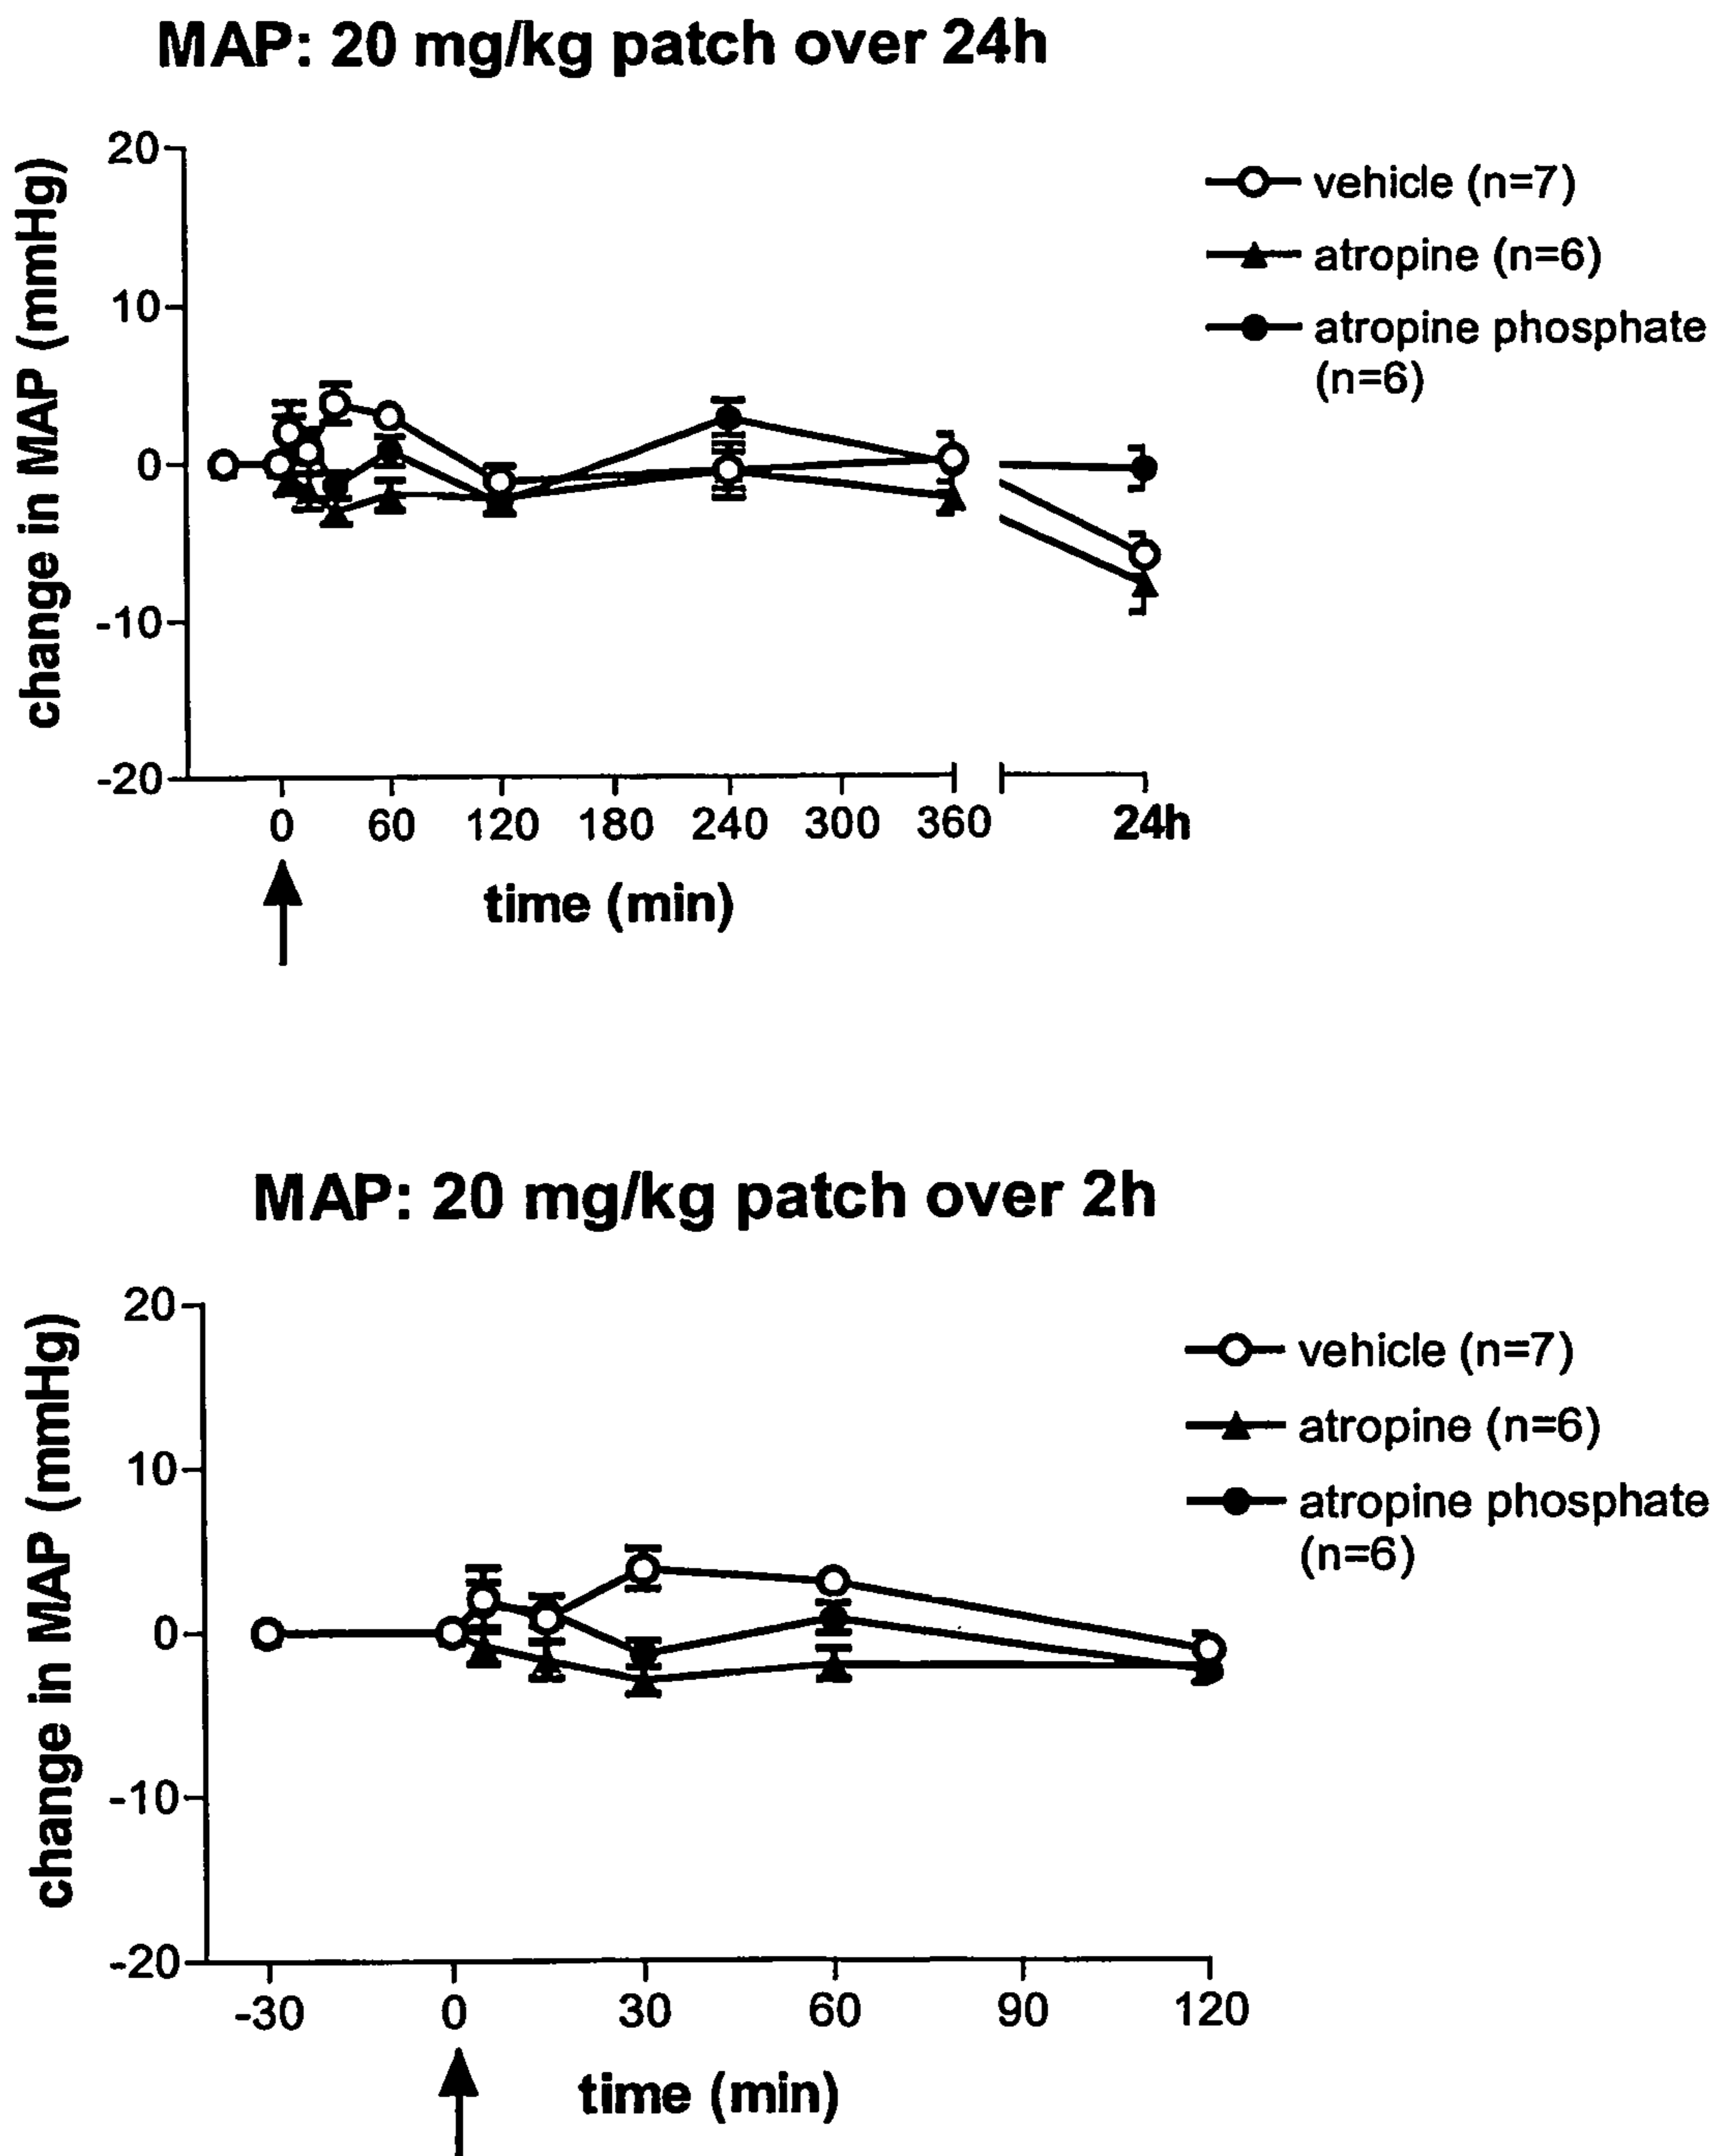 MAP: 20 mg/kg patch over 24h
change in MAP (mmHg)
20
10
0
-10
-20
0 60 120 180 240 300 360 24h
time (min)
vehicle (n=7)
atropine (n=6)
atropine phosphate
(n=6)
MAP: 20 mg/kg patch over 2h
change in MAP (mmHg)
20
10
0
-10
-20
-30 0 30 60 90 120
time (min)
vehicle (n=7)
atropine (n=6)
atropine phosphate
(n=6)